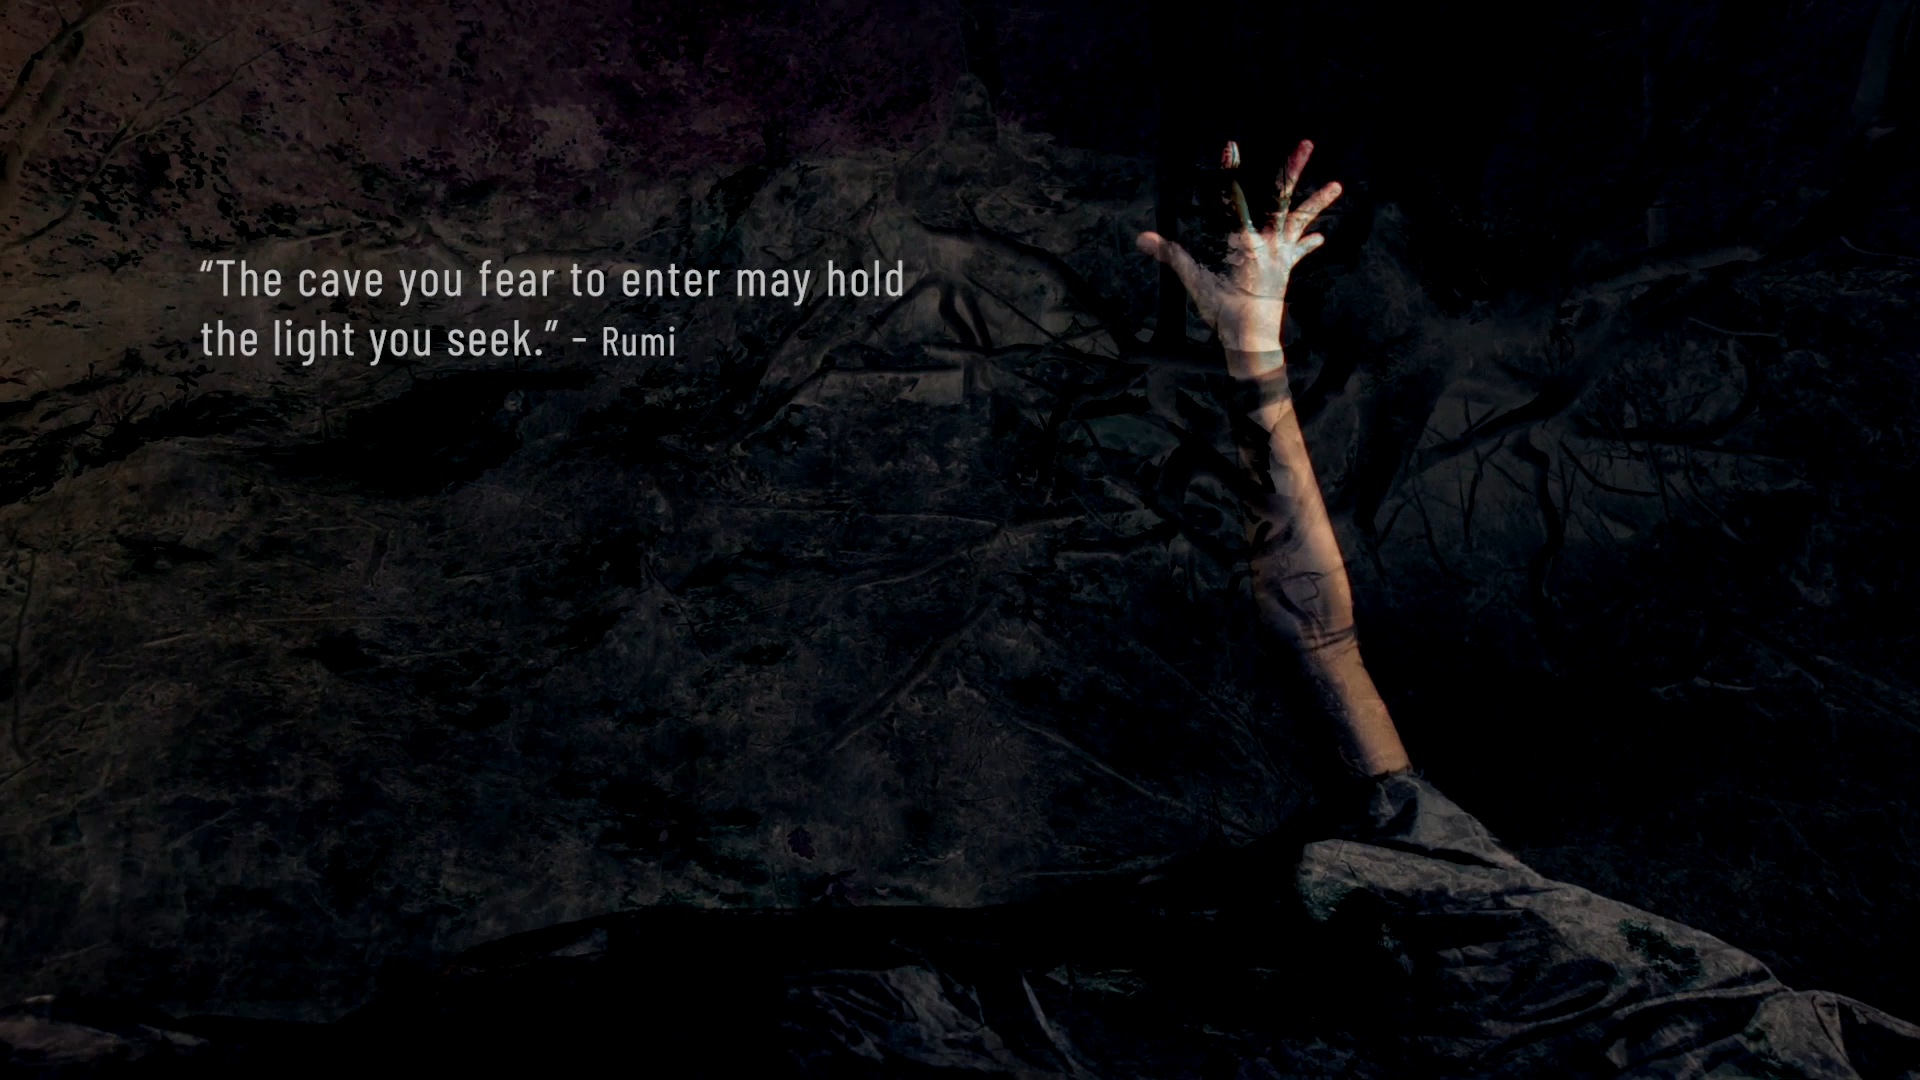 “The cave you fear to enter may hold
the light you seek.” - Rumi